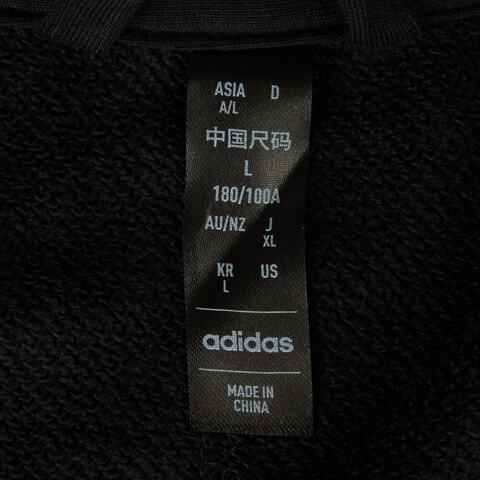 ASIA D
A/L
中国尺码
L
180/100A
AU/NZ J
XL
KR US
L
adidas
MADE IN
CHINA